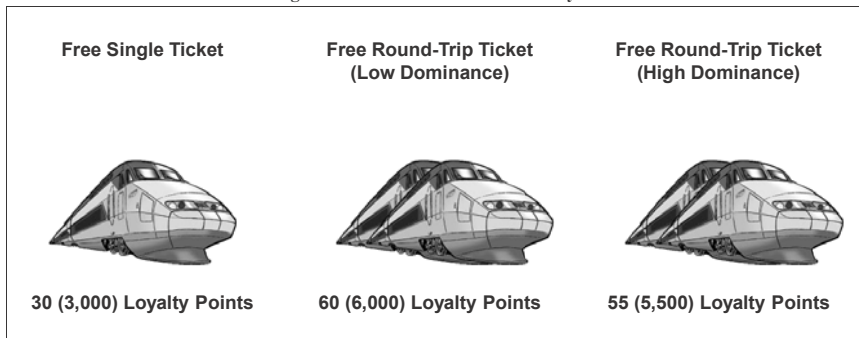 Free Single Ticket
Free Round-Trip Ticket
(Low Dominance)
Free Round-Trip Ticket
(High Dominance)
30 (3,000) Loyalty Points
60 (6,000) Loyalty Points
55 (5,500) Loyalty Points